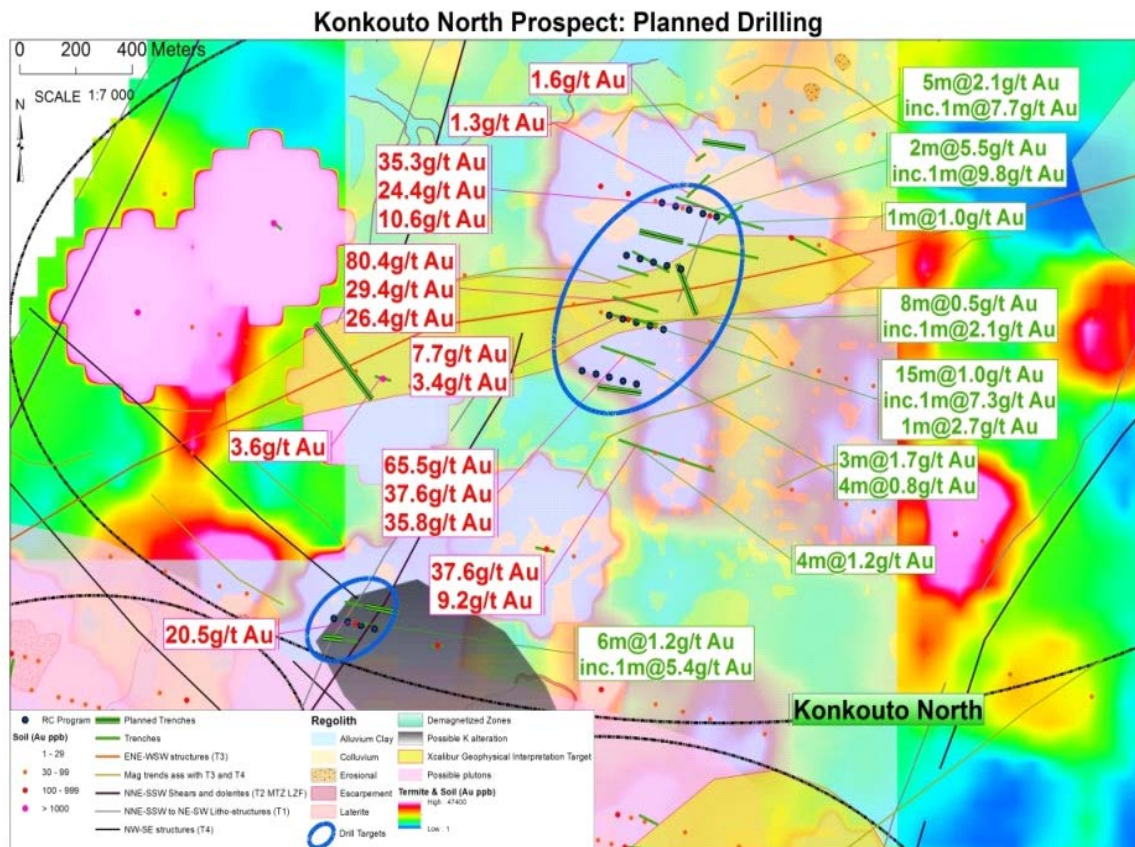 Konkouto North Prospect: Planned Drilling
0 200 400 Meters
SCALE 1:7 000
N
1.6g/t Au
1.3g/t Au
35.3g/t Au
24.4g/t Au
10.6g/t Au
80.4g/t Au
29.4g/t Au
26.4g/t Au
7.7g/t Au
3.4g/t Au
3.6g/t Au
65.5g/t Au
37.6g/t Au
35.8g/t Au
37.6g/t Au
9.2g/t Au
20.5g/t Au
5m@2.1g/t Au
inc.1m@7.7g/t Au
2m@5.5g/t Au
inc.1m@9.8g/t Au
1m@1.0g/t Au
8m@0.5g/t Au
inc.1m@2.1g/t Au
15m@1.0g/t Au
inc.1m@7.3g/t Au
1m@2.7g/t Au
3m@1.7g/t Au
4m@0.8g/t Au
4m@1.2g/t Au
6m@1.2g/t Au
inc.1m@5.4g/t Au
Konkouto North
RC Program
Soil (Au ppb)
1 - 29
30 - 99
100 - 999
> 1000
Planned Trenches
Trenches
ENE-WSW structures (T3)
Mag trends ass with T3 and T4
NNE-SSW Shears and dolerites (T2 MTZ LZF)
NNE-SSW to NE-SW Litho-structures (T1)
NW-SE structures (T4)
Regolith
Alluvium Clay
Colluvium
Erosional
Escarpment
Laterite
Drill Targets
Demagnetized Zones
Possible K alteration
Xcalibur Geophysical Interpretation Target
Possible plutons
Termite & Soil (Au ppb)
High : 47400
Low : 1